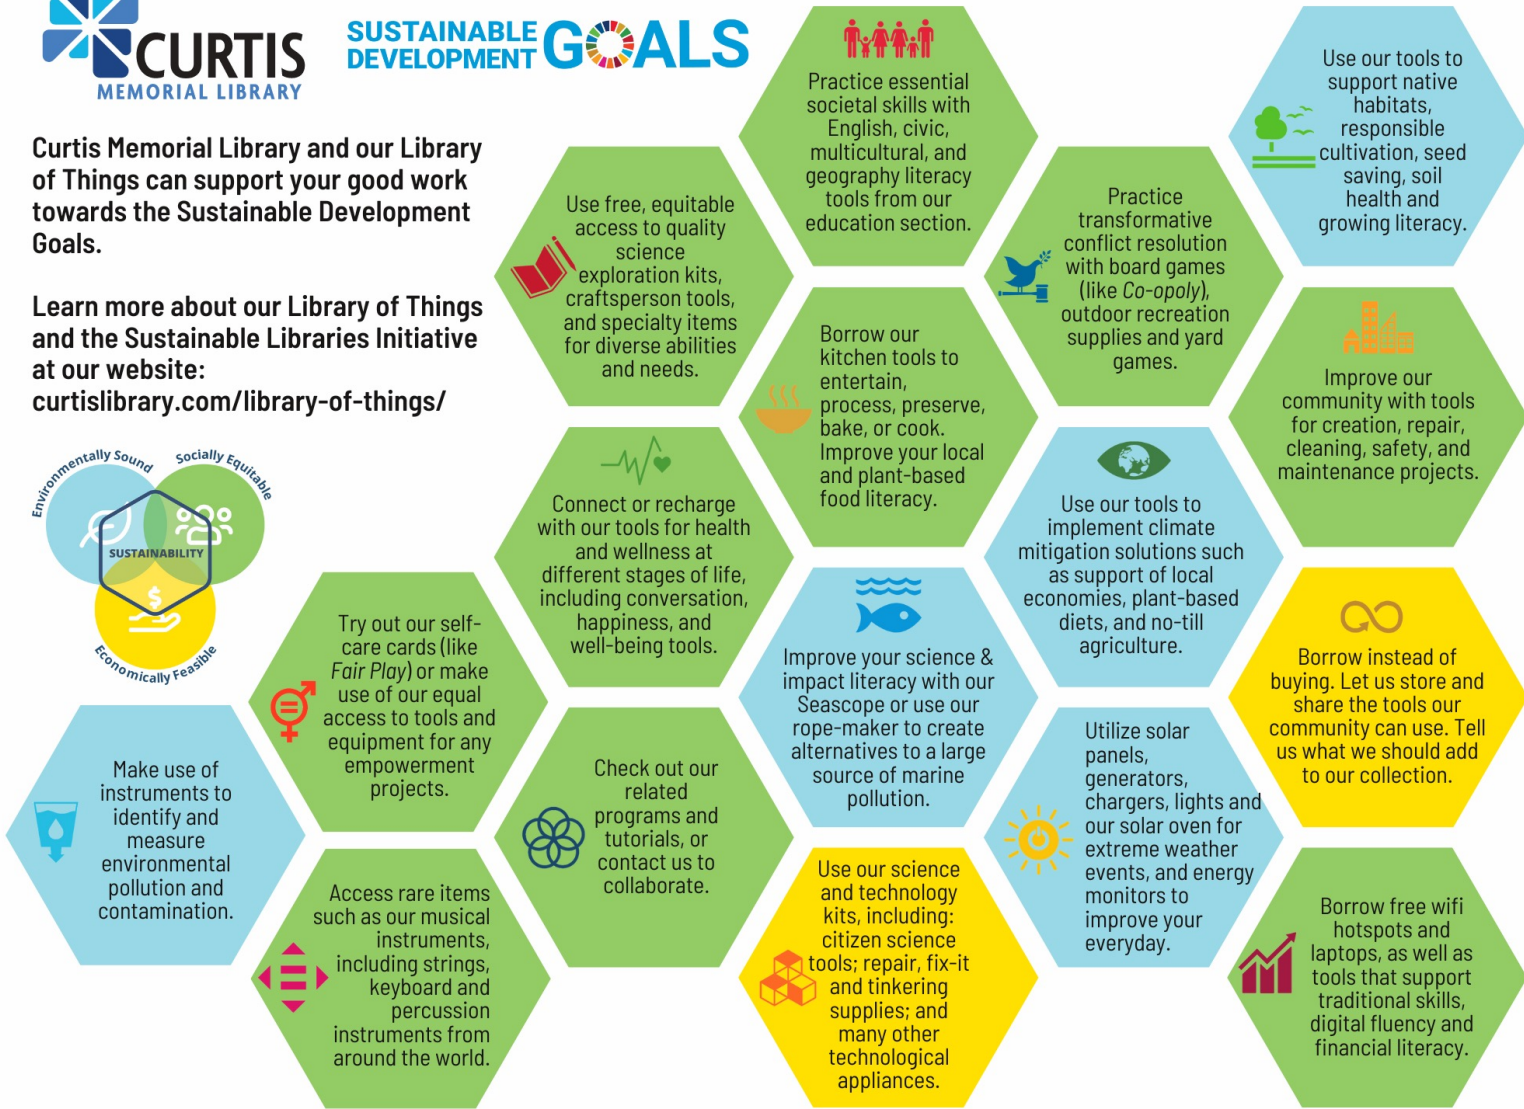 CURTIS
MEMORIAL LIBRARY
SUSTAINABLE
DEVELOPMENT
GOALS
Curtis Memorial Library and our Library
of Things can support your good work
towards the Sustainable Development
Goals.
Learn more about our Library of Things
and the Sustainable Libraries Initiative
at our website:
curtislibrary.com/library-of-things/
Environmentally Sound
Socially Equitable
SUSTAINABILITY
$
Economically Feasible
Practice essential
societal skills with
English, civic,
multicultural, and
geography literacy
tools from our
education section.
Use our tools to
support native
habitats,
responsible
cultivation, seed
saving, soil
health and
growing literacy.
Use free, equitable
access to quality
science
exploration kits,
craftsperson tools,
and specialty items
for diverse abilities
and needs.
Practice
transformative
conflict resolution
with board games
(like Co-opoly),
outdoor recreation
supplies and yard
games.
Borrow our
kitchen tools to
entertain,
process, preserve,
bake, or cook.
Improve your local
and plant-based
food literacy.
Improve our
community with tools
for creation, repair,
cleaning, safety, and
maintenance projects.
Connect or recharge
with our tools for health
and wellness at
different stages of life,
including conversation,
happiness, and
well-being tools.
Use our tools to
implement climate
mitigation solutions such
as support of local
economies, plant-based
diets, and no-till
agriculture.
Try out our self-
care cards (like
Fair Play) or make
use of our equal
access to tools and
equipment for any
empowerment
projects.
Improve your science &
impact literacy with our
Seascope or use our
rope-maker to create
alternatives to a large
source of marine
pollution.
Borrow instead of
buying. Let us store and
share the tools our
community can use. Tell
us what we should add
to our collection.
Make use of
instruments to
identify and
measure
environmental
pollution and
contamination.
Check out our
related
programs and
tutorials, or
contact us to
collaborate.
Utilize solar
panels,
generators,
chargers, lights and
our solar oven for
extreme weather
events, and energy
monitors to
improve your
everyday.
Access rare items
such as our musical
instruments,
including strings,
keyboard and
percussion
instruments from
around the world.
Use our science
and technology
kits, including:
citizen science
tools; repair, fix-it
and tinkering
supplies; and
many other
technological
appliances.
Borrow free wifi
hotspots and
laptops, as well as
tools that support
traditional skills,
digital fluency and
financial literacy.